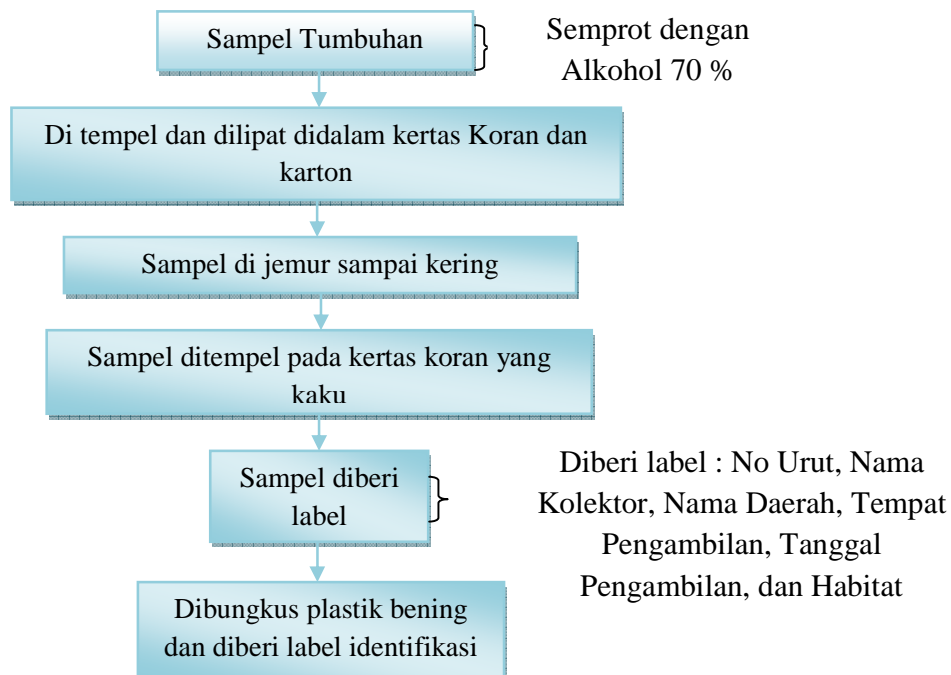 Sampel Tumbuhan
Semprot dengan
Alkohol 70 %
Di tempel dan dilipat didalam kertas Koran dan
karton
Sampel di jemur sampai kering
Sampel ditempel pada kertas koran yang
kaku
Sampel diberi
label
Diberi label : No Urut, Nama
Kolektor, Nama Daerah, Tempat
Pengambilan, Tanggal
Pengambilan, dan Habitat
Dibungkus plastik bening
dan diberi label identifikasi